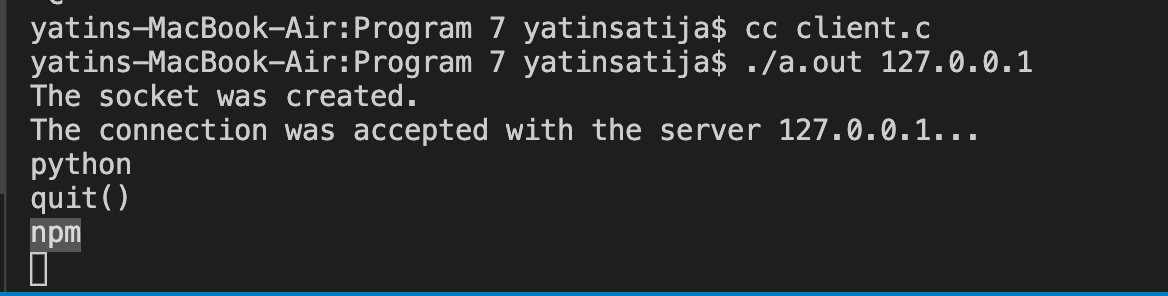 yatins-MacBook-Air:Program 7 yatinsatija$ cc client.c
yatins-MacBook-Air:Program 7 yatinsatija$ ./a.out 127.0.0.1
The socket was created.
The connection was accepted with the server 127.0.0.1...
python
quit()
npm